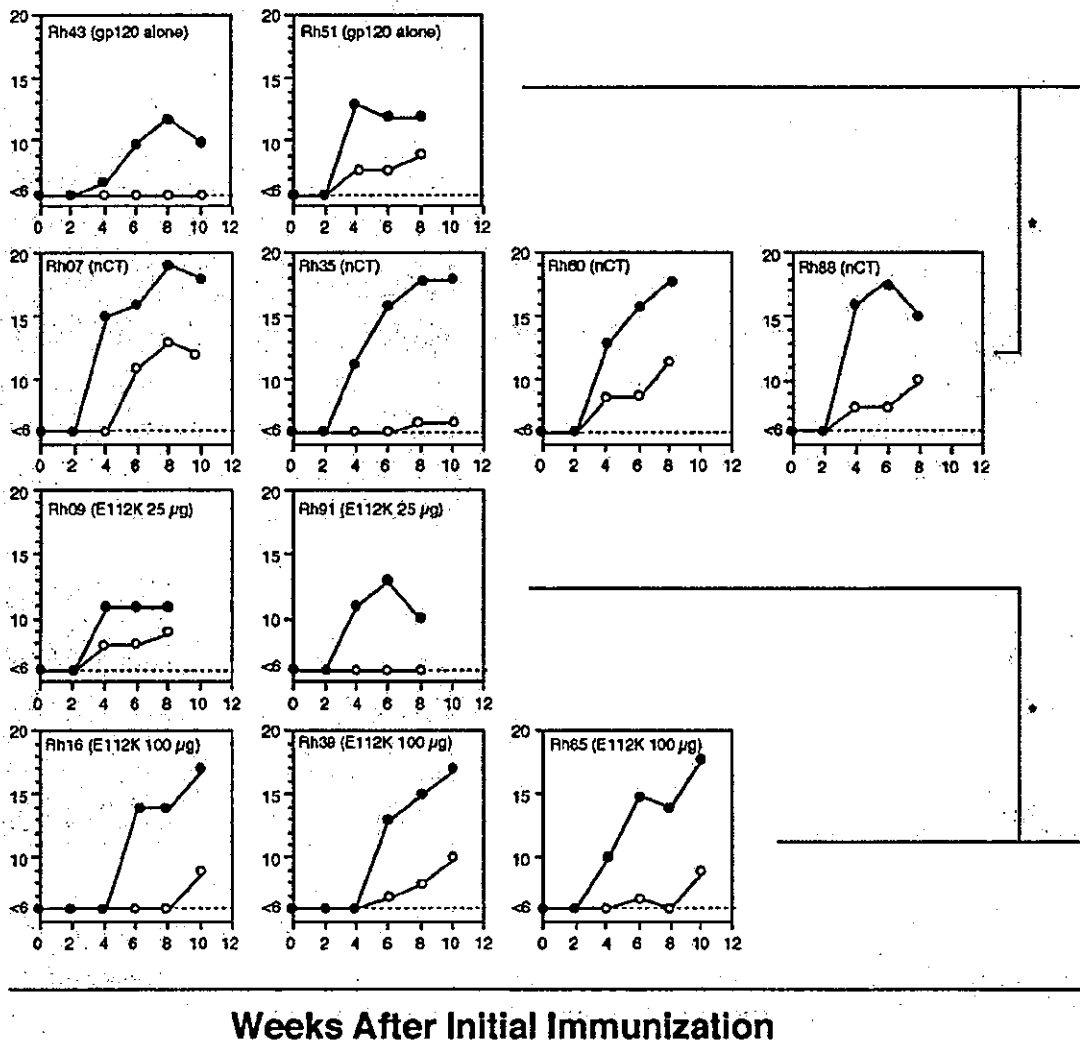 20 15 10 <6
Rh43 (gp120 alone)
0 2 4 6 8 10 12
20 15 10 <6
Rh51 (gp120 alone)
0 2 4 6 8 10 12
*
20 15 10 <6
Rh07 (nCT)
0 2 4 6 8 10 12
20 15 10 <6
Rh35 (nCT)
0 2 4 6 8 10 12
20 15 10 <6
Rh60 (nCT)
0 2 4 6 8 10 12
20 15 10 <6
Rh88 (nCT)
0 2 4 6 8 10 12
20 15 10 <6
Rh09 (E112K 25 µg)
0 2 4 6 8 10 12
20 15 10 <6
Rh91 (E112K 25 µg)
0 2 4 6 8 10 12
*
20 15 10 <6
Rh16 (E112K 100 µg)
0 2 4 6 8 10 12
20 15 10 <6
Rh39 (E112K 100 µg)
0 2 4 6 8 10 12
20 15 10 <6
Rh65 (E112K 100 µg)
0 2 4 6 8 10 12
Weeks After Initial Immunization